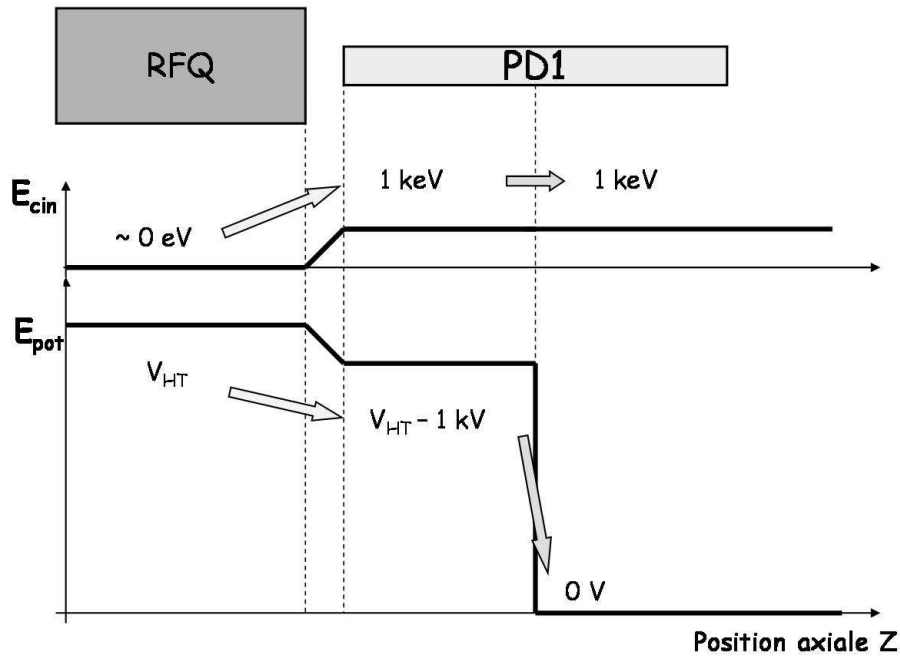 RFQ
PD1
E_cin
~ 0 eV
1 keV
1 keV
E_pot
V_HT
V_HT – 1 kV
0 V
Position axiale Z